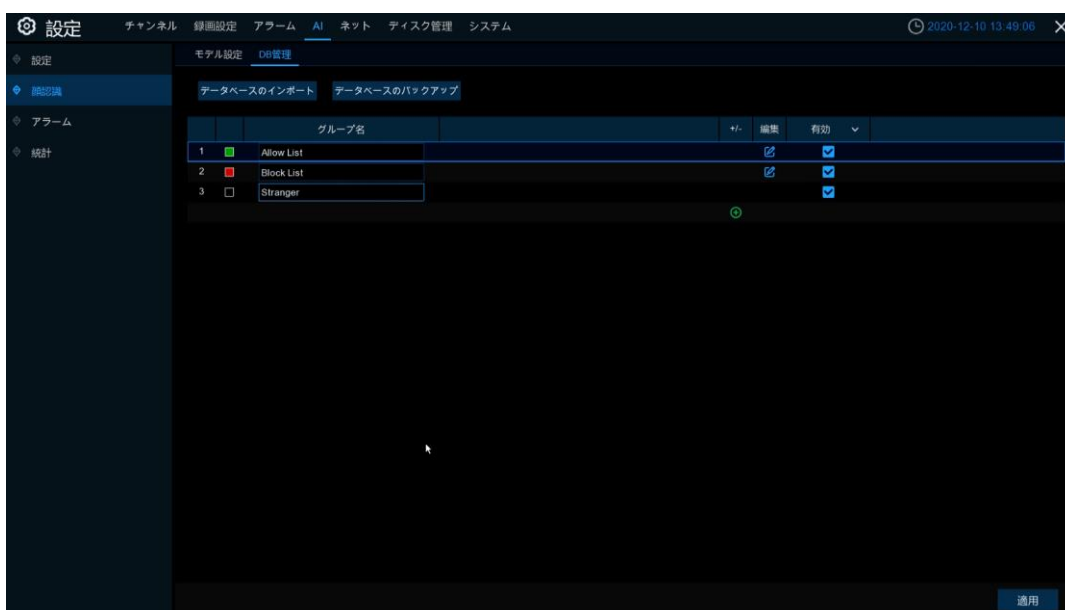 設定 チャンネル 録画設定 アラーム AI ネット ディスク管理 システム 2020-12-10 13:49:06
設定
顔認識
アラーム
統計
モデル設定 DB管理
データベースのインポート データベースのバックアップ
グループ名 +/- 編集 有効
1 Allow List
2 Block List
3 Stranger
適用